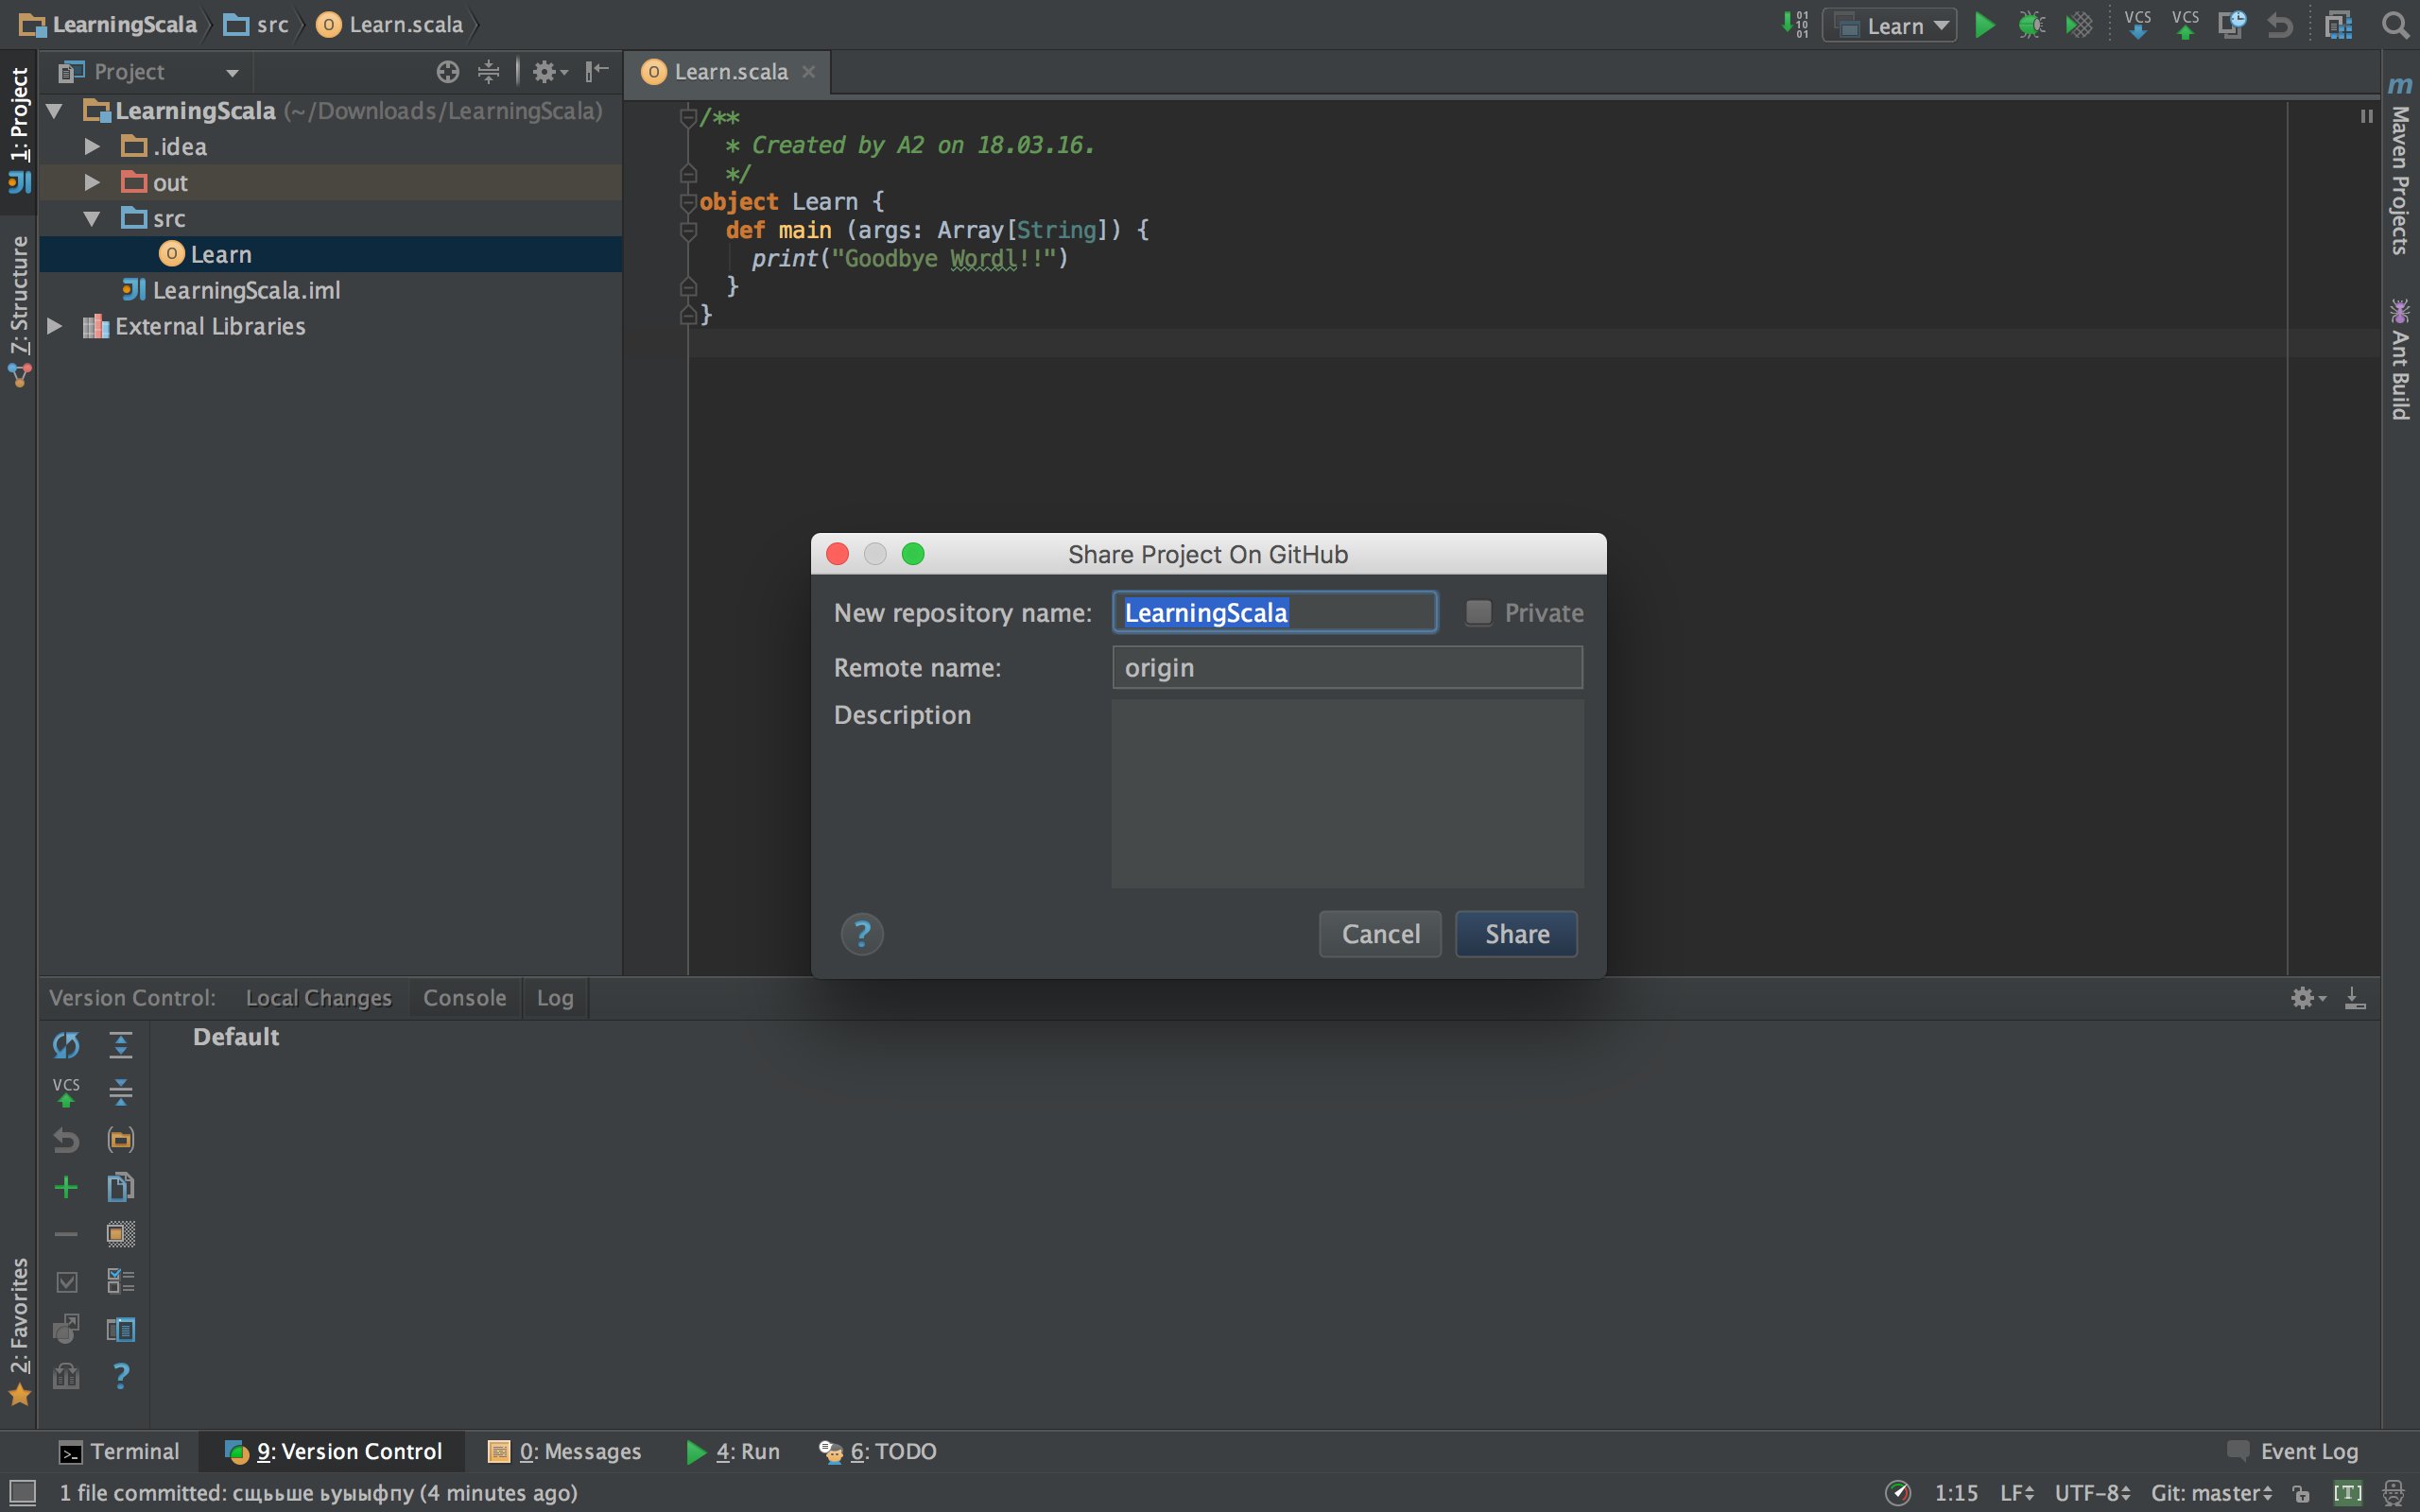 LearningScala src Learn.scala
Learn
VCS VCS
1: Project
7: Structure
2: Favorites
Project
LearningScala (~/Downloads/LearningScala)
.idea
out
src
Learn
LearningScala.iml
External Libraries
Learn.scala
/**
* Created by A2 on 18.03.16.
*/
object Learn {
def main (args: Array[String]) {
print("Goodbye Wordl!!")
}
}
Maven Projects
Ant Build
Share Project On GitHub
New repository name: LearningScala Private
Remote name: origin
Description
? Cancel Share
Version Control: Local Changes Console Log
Default
VCS
?
Terminal 9: Version Control 0: Messages 4: Run 6: TODO Event Log
1 file committed: сщььше ьуыыфпу (4 minutes ago) 1:15 LF UTF-8 Git: master [T]